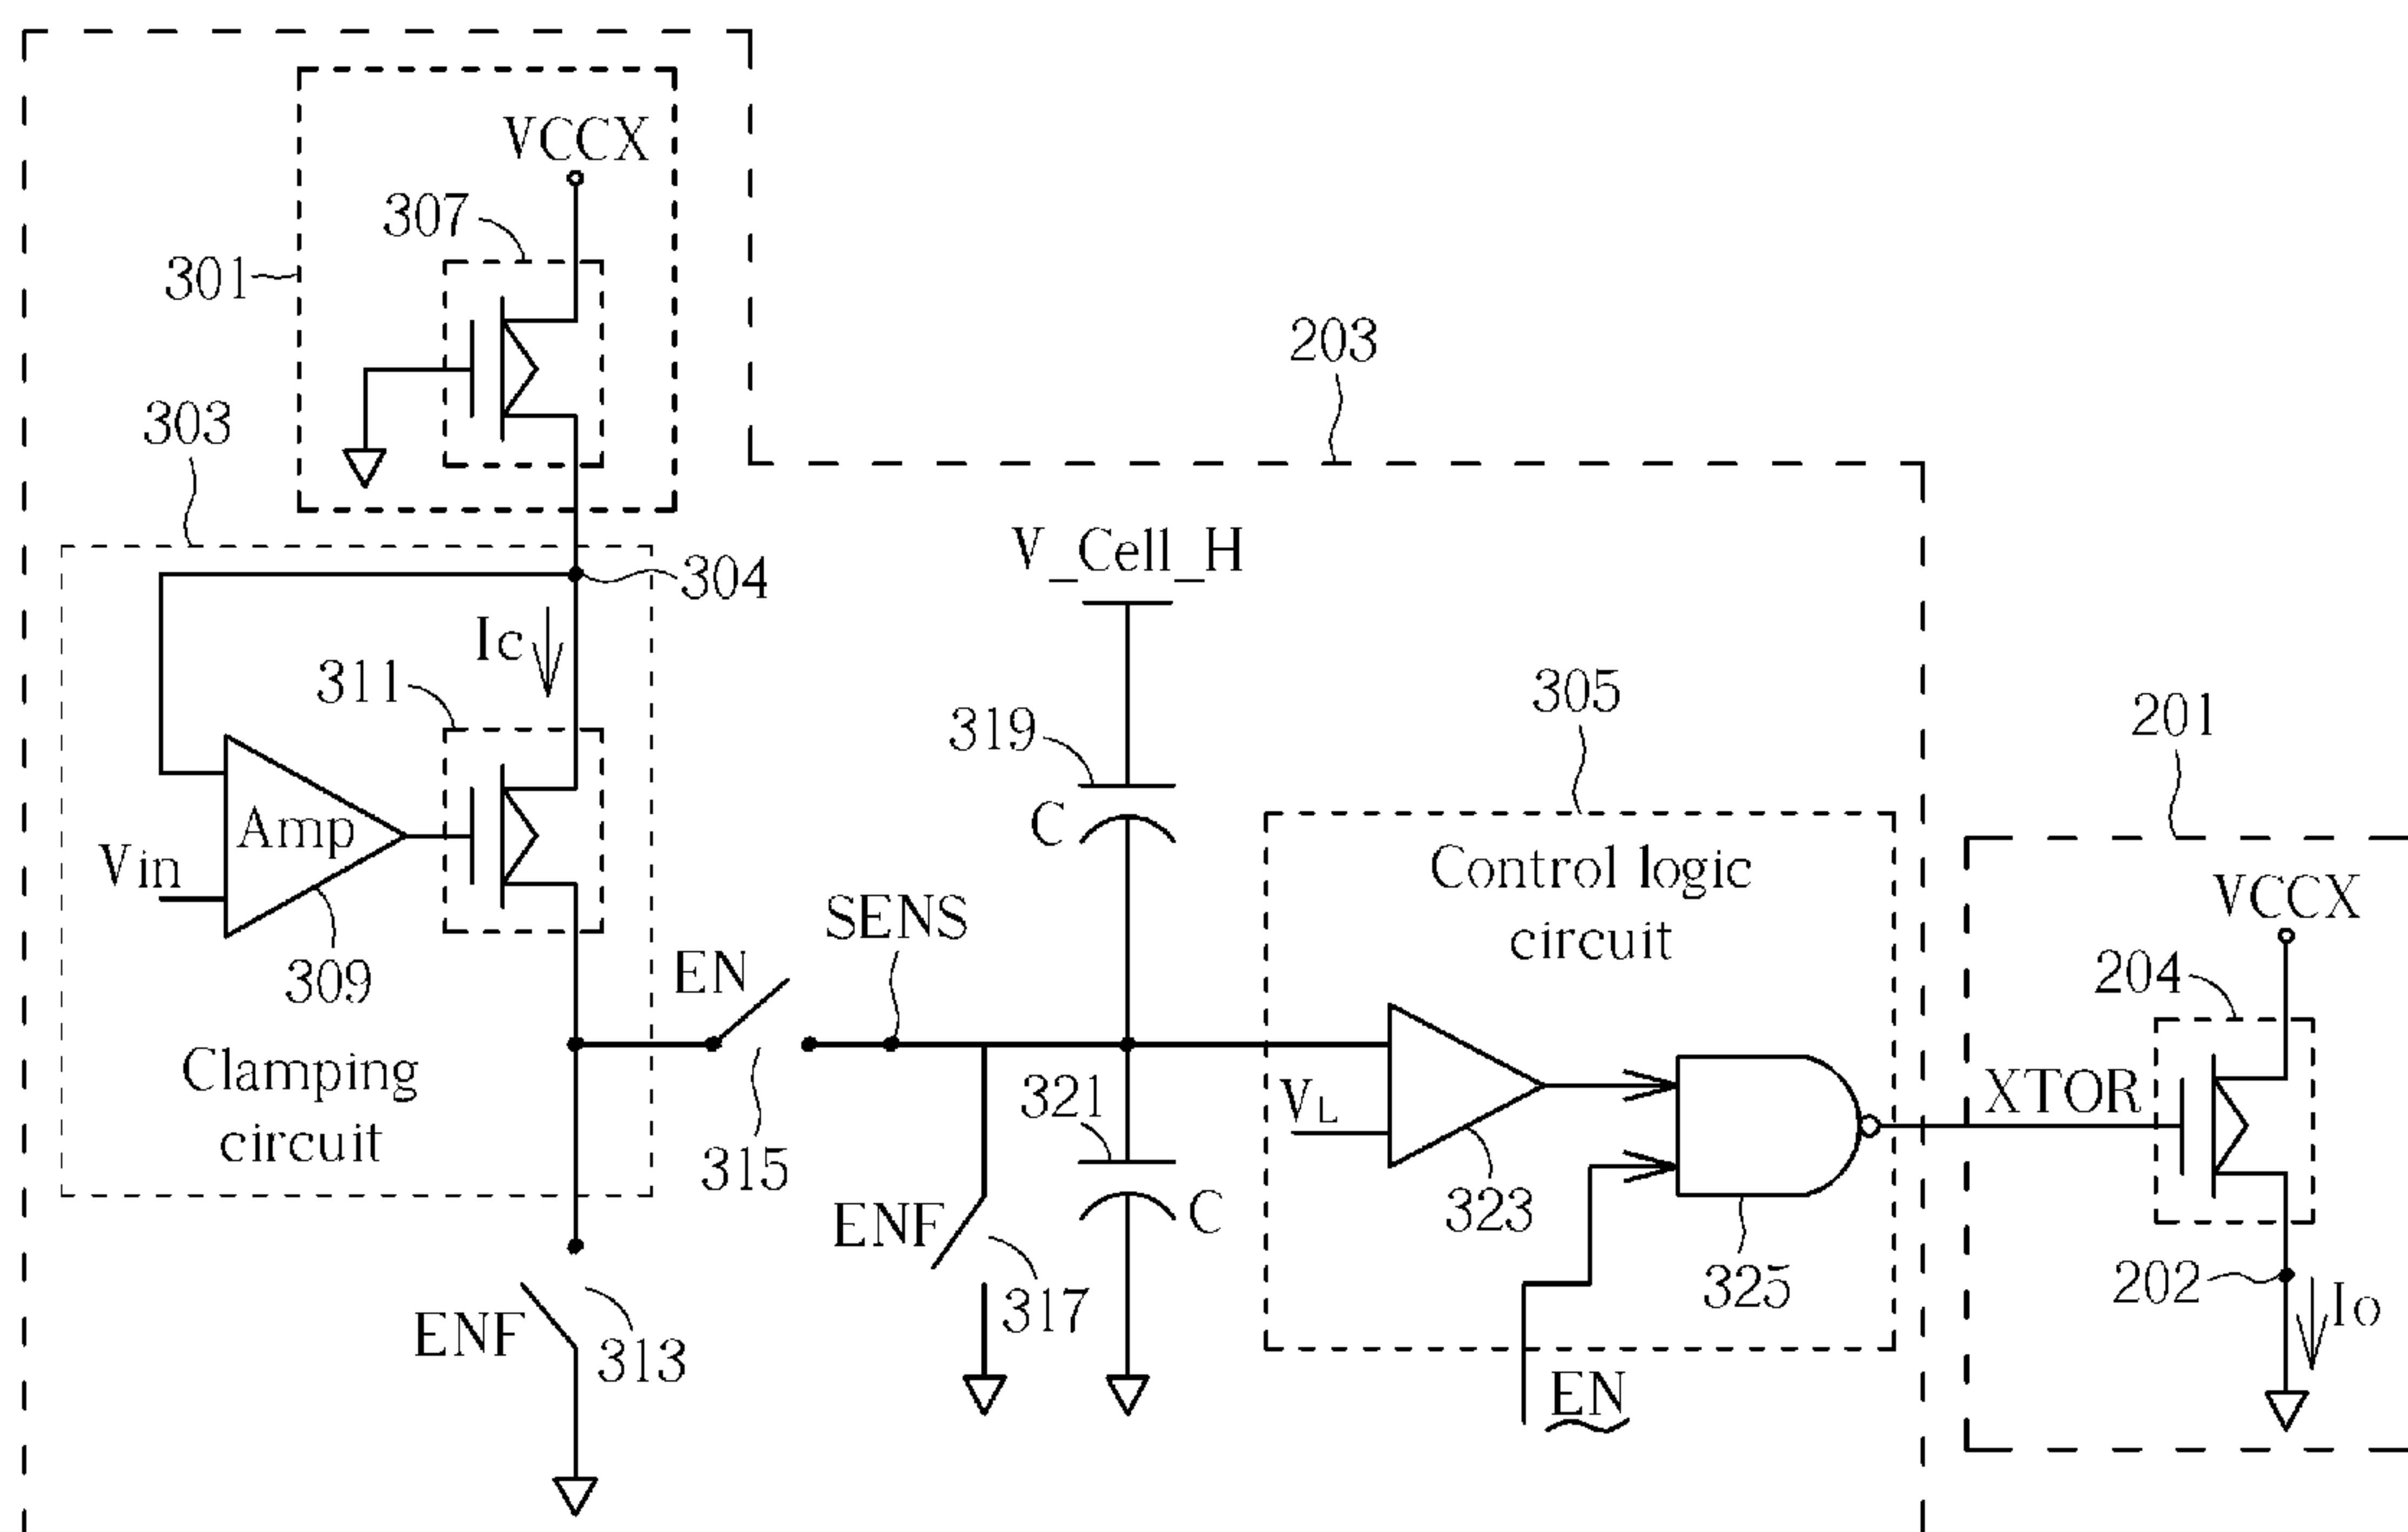 VCCX
307
301
203
303
V_Cell_H
304
Ic
311
305
319
201
C
Amp
Control logic
circuit
Vin
VCCX
SENS
309
EN
204
Clamping
circuit
321
VL
XTOR
315
323
ENF
C
325
202
317
Io
ENF
313
EN